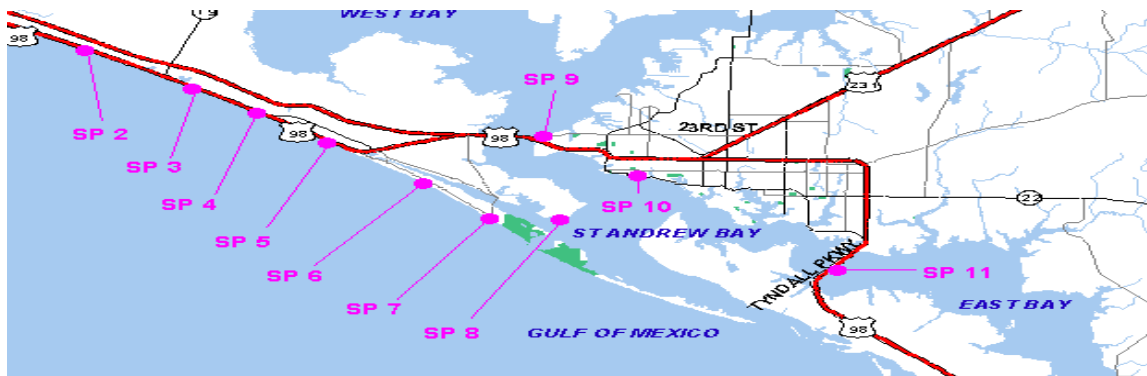 WEST BAY
19
98
SP 2
SP 9
231
23RD ST
98
98
SP 3
SP 4
SP 10
22
SP 5
ST ANDREW BAY
SP 6
TYNDALL PKWY
SP 11
SP 7
EAST BAY
SP 8
GULF OF MEXICO
98